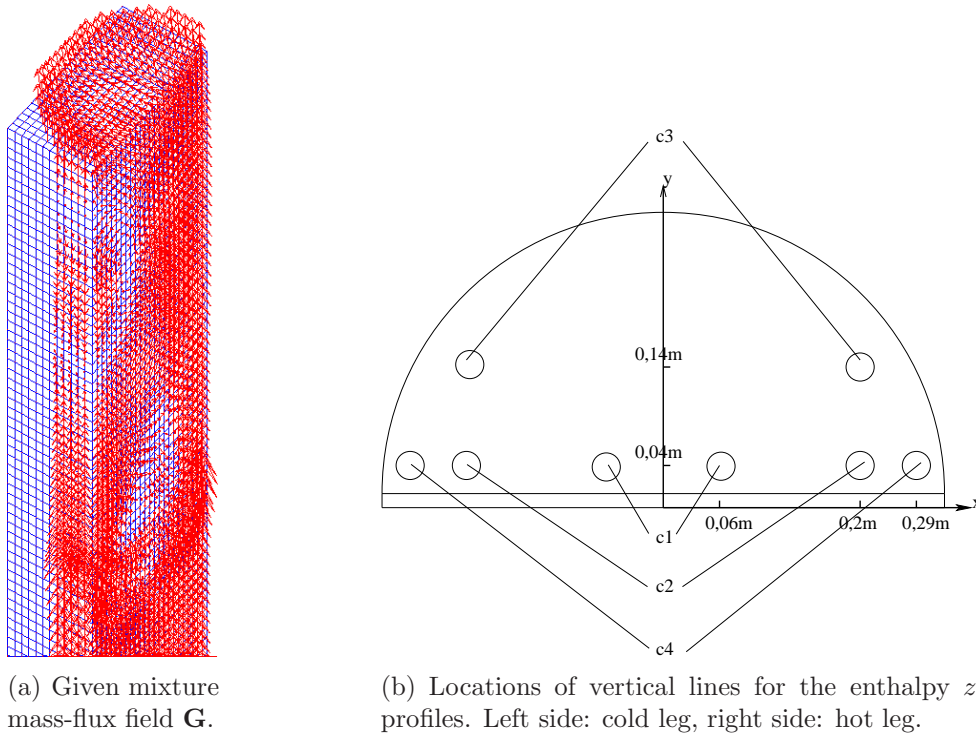 c3
y
0,14m
0,04m
x
0,06m
0,2m
0,29m
c1
c2
c4
(a) Given mixture
mass-flux field G.
(b) Locations of vertical lines for the enthalpy z
profiles. Left side: cold leg, right side: hot leg.